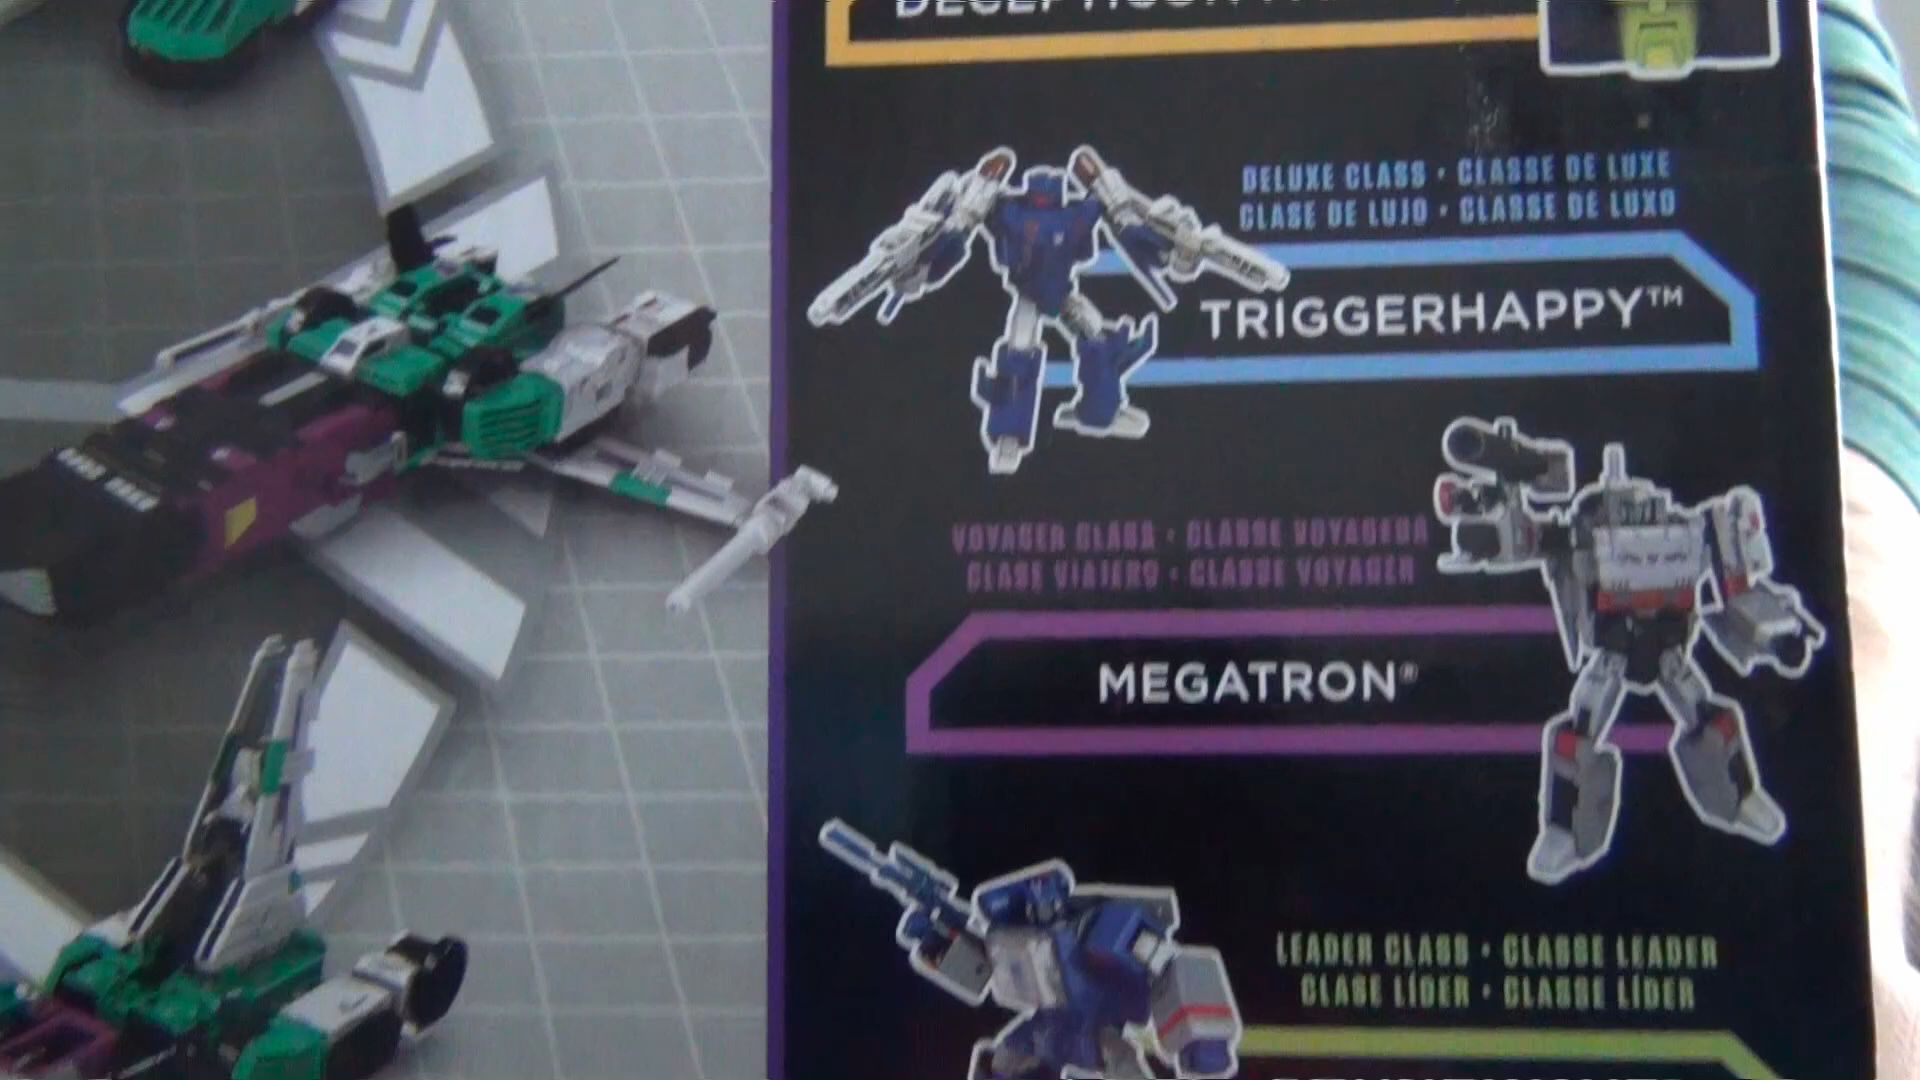 DELUXE CLASS • CLASSE DE LUXE
CLASE DE LUJO • CLASSE DE LUXO
TRIGGERHAPPY™
VOYAGER CLASS • CLASSE VOYAGEUR
CLASE VIAJERO • CLASSE VOYAGER
MEGATRON®
LEADER CLASS • CLASSE LEADER
CLASE LÍDER • CLASSE LÍDER